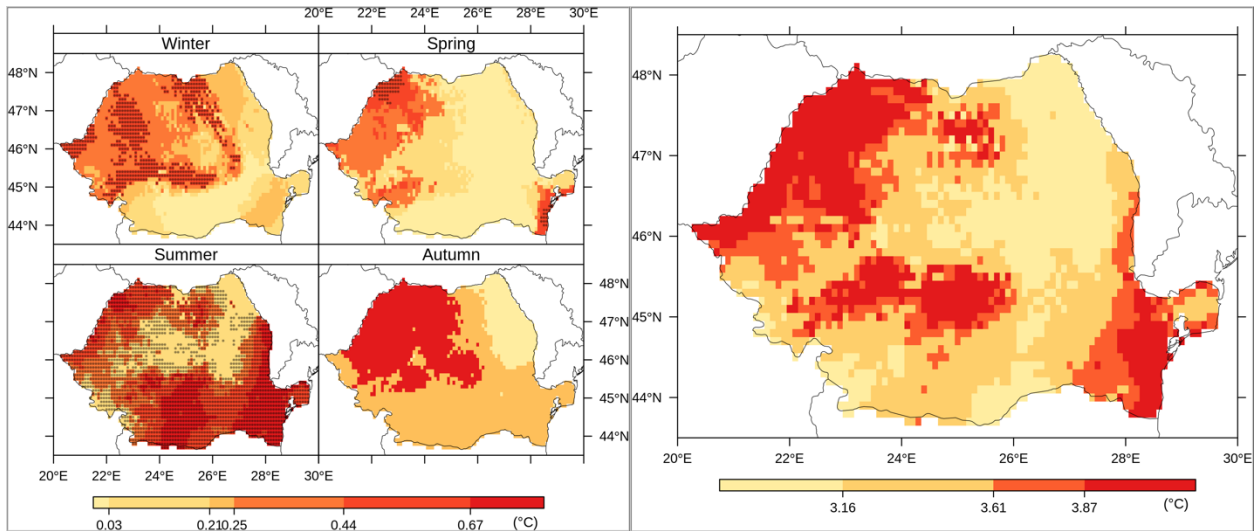 20°E 22°E 24°E 26°E 28°E 30°E
Winter Spring
48°N
47°N
46°N
45°N
44°N
Summer Autumn
48°N
47°N
46°N
45°N
44°N
20°E 22°E 24°E 26°E 28°E
0.03 0.21 0.25 0.44 0.67 (°C)
48°N
47°N
46°N
45°N
44°N
20°E 22°E 24°E 26°E 28°E 30°E
3.16 3.61 3.87 (°C)